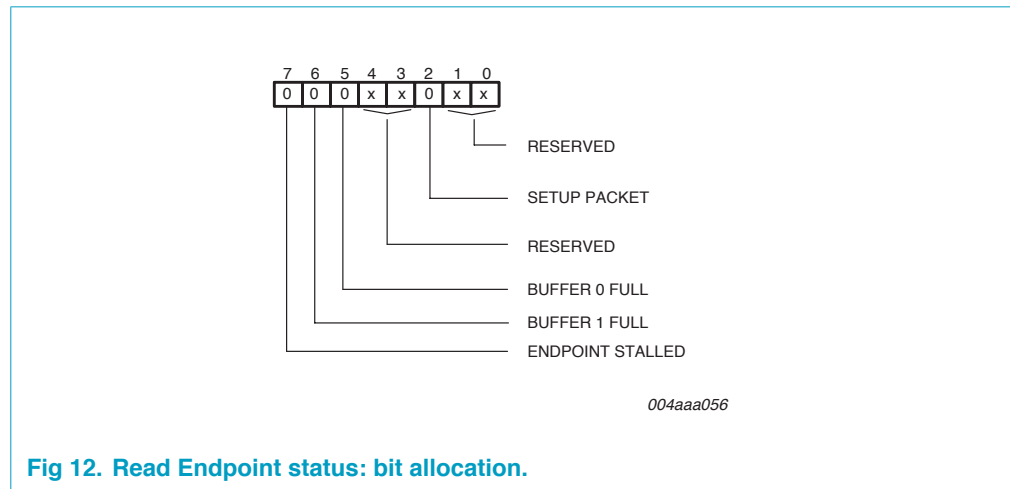 7 6 5 4 3 2 1 0
0 0 0 x x 0 x x
RESERVED
SETUP PACKET
RESERVED
BUFFER 0 FULL
BUFFER 1 FULL
ENDPOINT STALLED
004aaa056
Fig 12. Read Endpoint status: bit allocation.